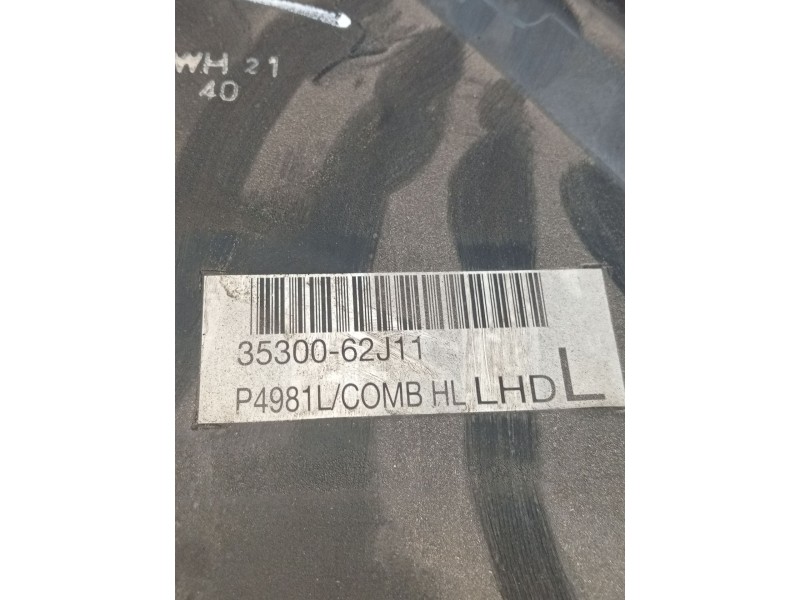 WH 21
40
35300-62J11
P4981L/COMB HL LHD L